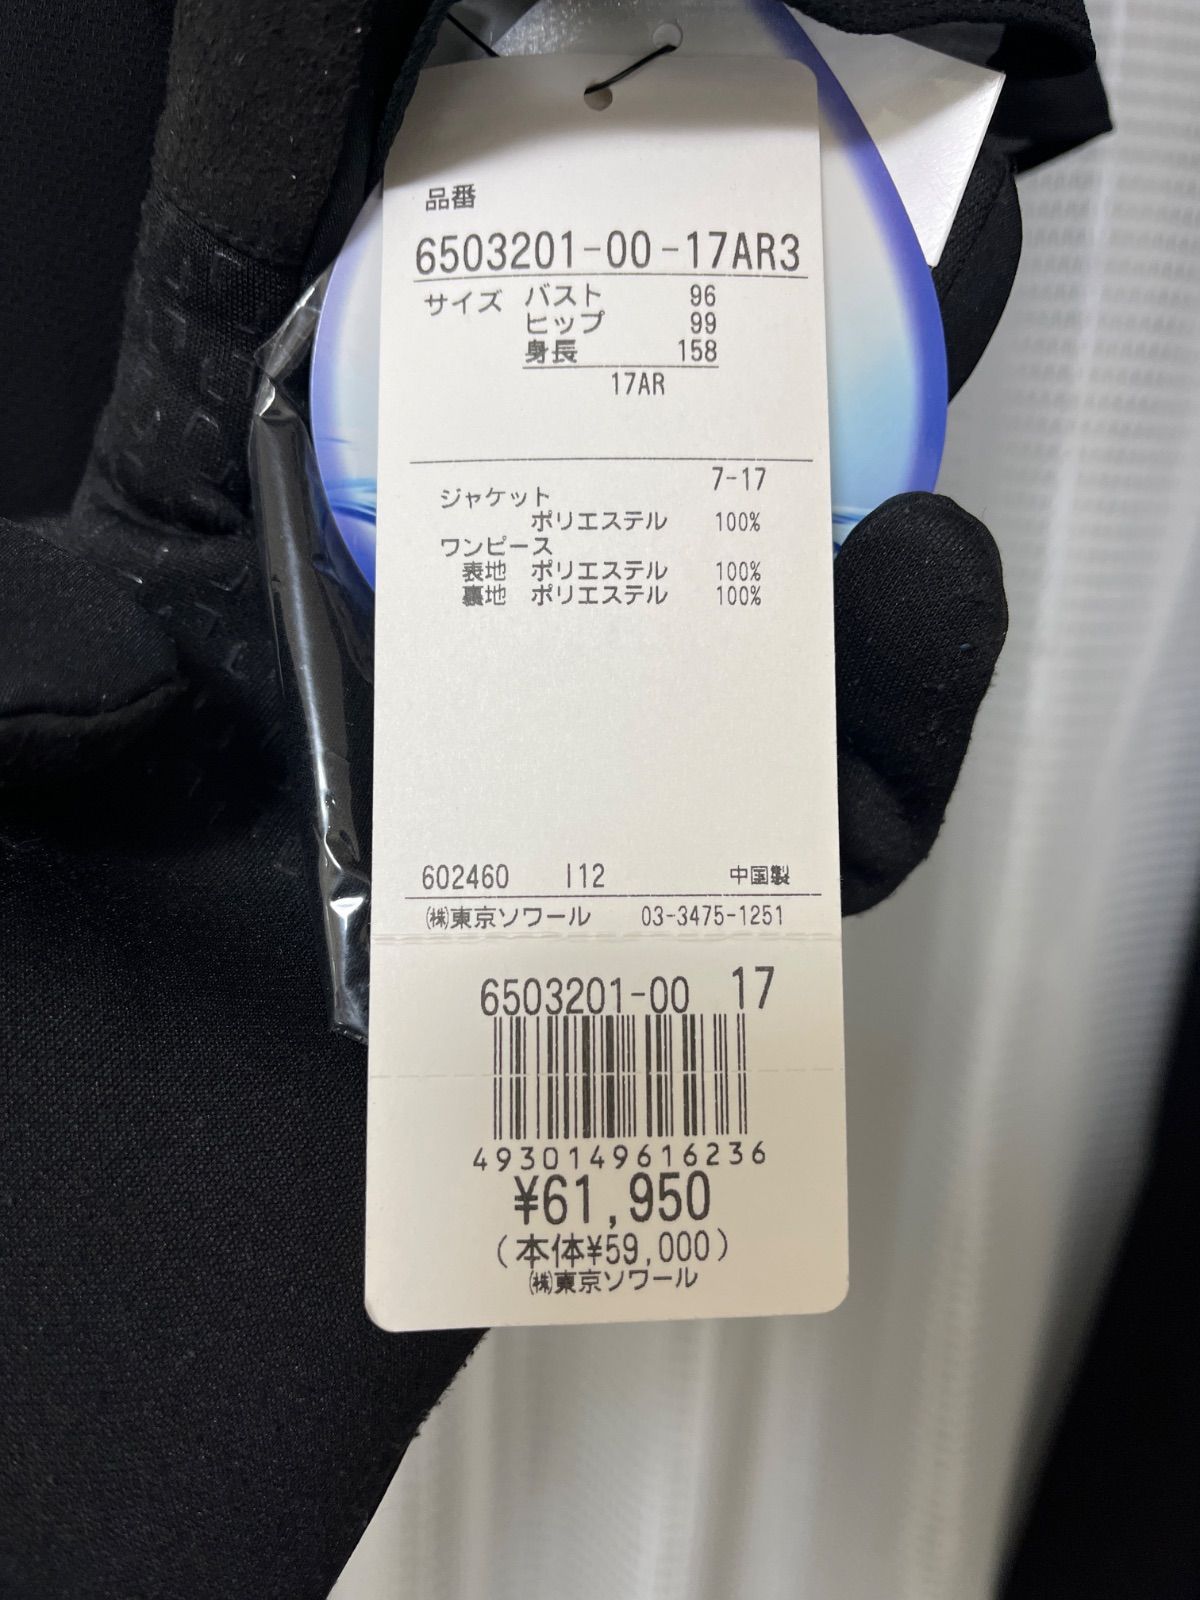 品番
6503201-00-17AR3
サイズ バスト 96
ヒップ 99
身長 158
17AR
7-17
ジャケット
ポリエステル 100%
ワンピース
表地 ポリエステル 100%
裏地 ポリエステル 100%
602460 I12 中国製
㈱東京ソワール 03-3475-1251
6503201-00 17
4930149616236
¥61,950
(本体¥59,000)
㈱東京ソワール